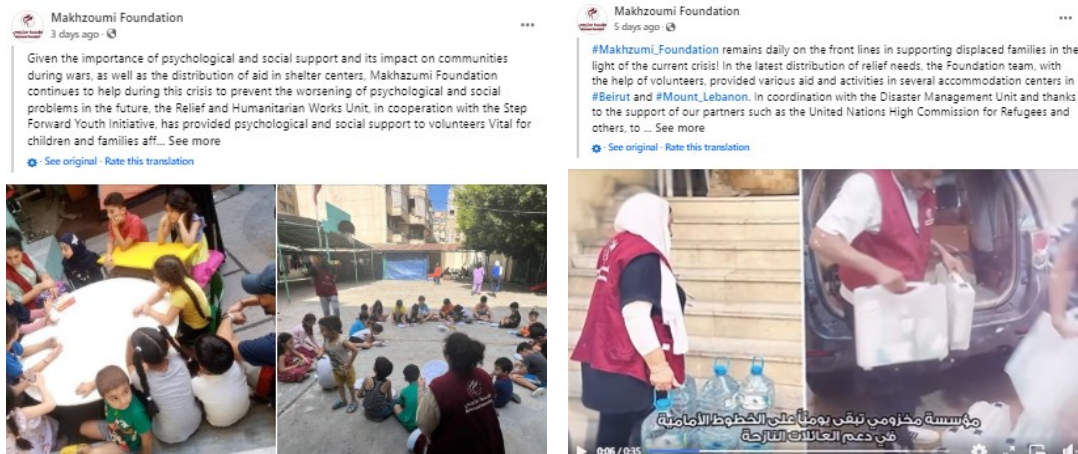 Makhzoumi Foundation
3 days ago ·
Given the importance of psychological and social support and its impact on communities
during wars, as well as the distribution of aid in shelter centers, Makhazumi Foundation
continues to help during this crisis to prevent the worsening of psychological and social
problems in the future, the Relief and Humanitarian Works Unit, in cooperation with the Step
Forward Youth Initiative, has provided psychological and social support to volunteers Vital for
children and families aff... See more
· See original · Rate this translation
Makhzoumi Foundation
5 days ago ·
#Makhzumi_Foundation remains daily on the front lines in supporting displaced families in the
light of the current crisis! In the latest distribution of relief needs, the Foundation team, with
the help of volunteers, provided various aid and activities in several accommodation centers in
#Beirut and #Mount_Lebanon. In coordination with the Disaster Management Unit and thanks
to the support of our partners such as the United Nations High Commission for Refugees and
others, to ... See more
· See original · Rate this translation
مؤسسة مخزومي تبقى يومياً على الخطوط الأمامية
في دعم العائلات النازحة
0:06 / 0:35